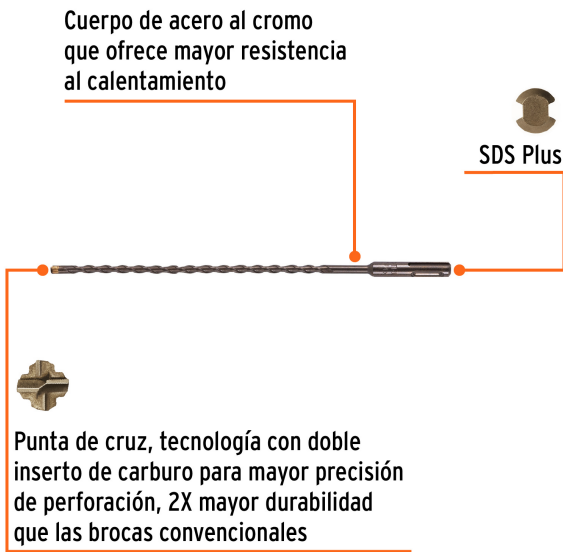 Cuerpo de acero al cromo
que ofrece mayor resistencia
al calentamiento
SDS Plus
Punta de cruz, tecnología con doble
inserto de carburo para mayor precisión
de perforación, 2X mayor durabilidad
que las brocas convencionales